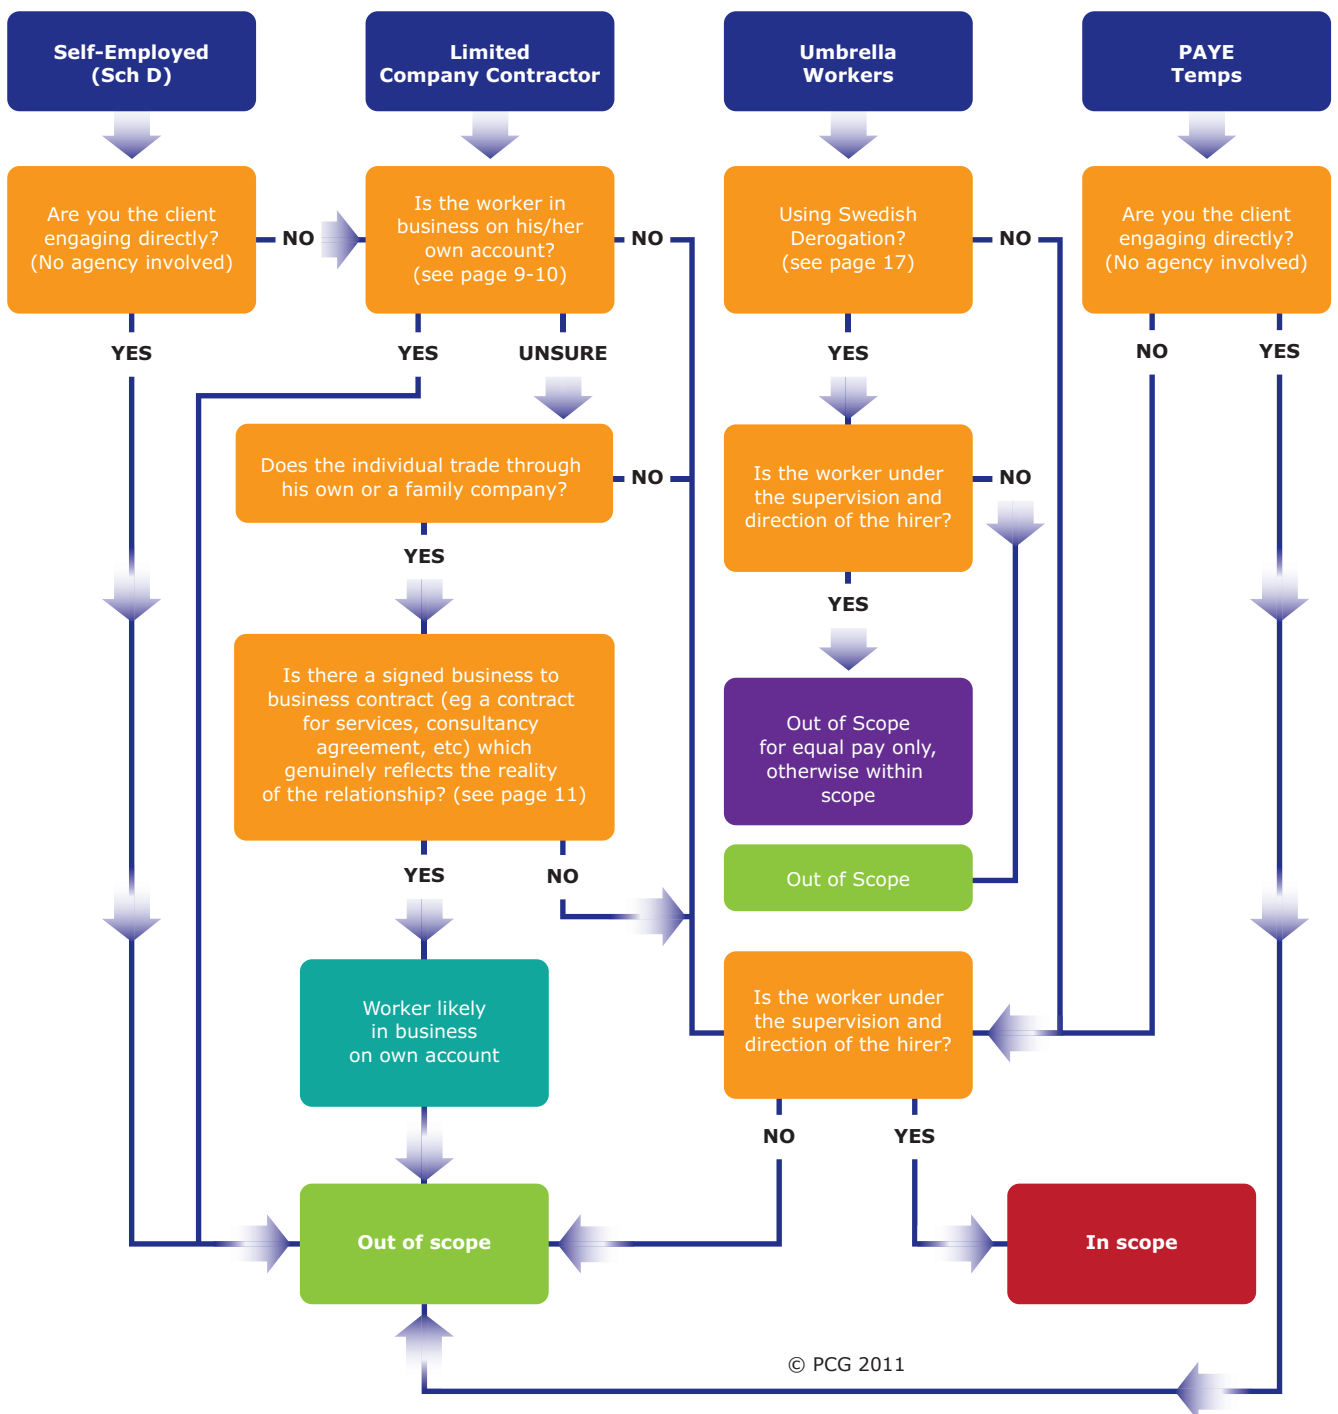 Self-Employed
(Sch D)
Limited
Company Contractor
Umbrella
Workers
PAYE
Temps
Are you the client
engaging directly?
(No agency involved)
NO
Is the worker in
business on his/her
own account?
(see page 9-10)
NO
Using Swedish
Derogation?
(see page 17)
NO
Are you the client
engaging directly?
(No agency involved)
YES
YES
UNSURE
YES
NO
YES
Does the individual trade through
his own or a family company?
NO
Is the worker under
the supervision and
direction of the hirer?
NO
YES
YES
Is there a signed business to
business contract (eg a contract
for services, consultancy
agreement, etc) which
genuinely reflects the reality
of the relationship? (see page 11)
Out of Scope
for equal pay only,
otherwise within
scope
YES
NO
Out of Scope
Worker likely
in business
on own account
Is the worker under
the supervision and
direction of the hirer?
NO
YES
Out of scope
In scope
© PCG 2011